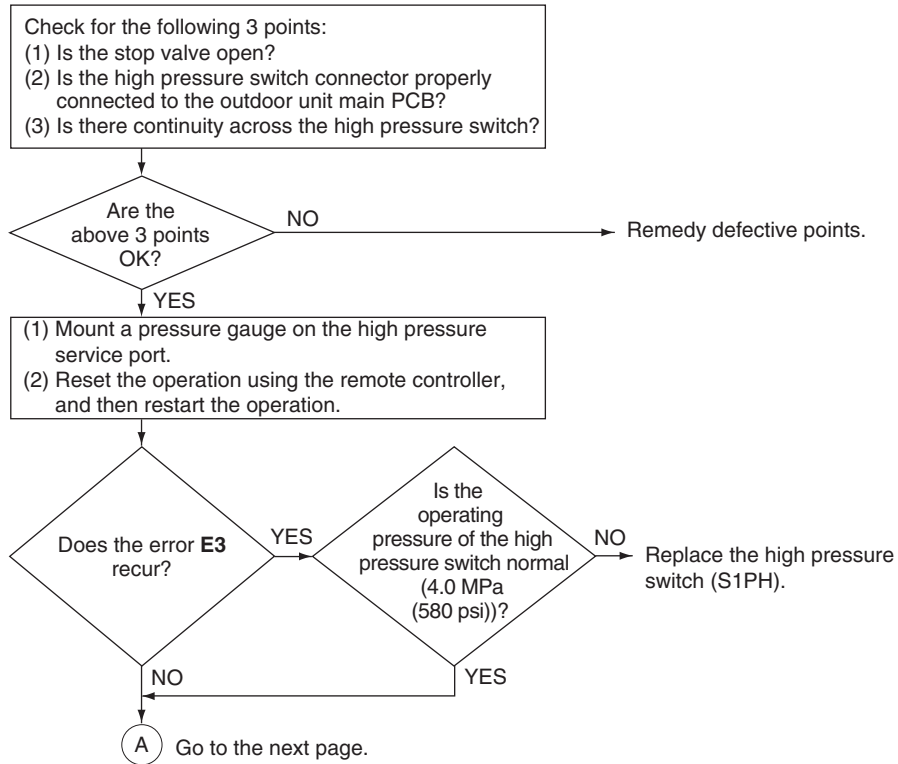 Check for the following 3 points:
(1) Is the stop valve open?
(2) Is the high pressure switch connector properly
connected to the outdoor unit main PCB?
(3) Is there continuity across the high pressure switch?
Are the
above 3 points
OK?
NO
Remedy defective points.
YES
(1) Mount a pressure gauge on the high pressure
service port.
(2) Reset the operation using the remote controller,
and then restart the operation.
Does the error E3
recur?
YES
Is the
operating
pressure of the high
pressure switch normal
(4.0 MPa
(580 psi))?
NO
Replace the high pressure
switch (S1PH).
NO
YES
A
Go to the next page.